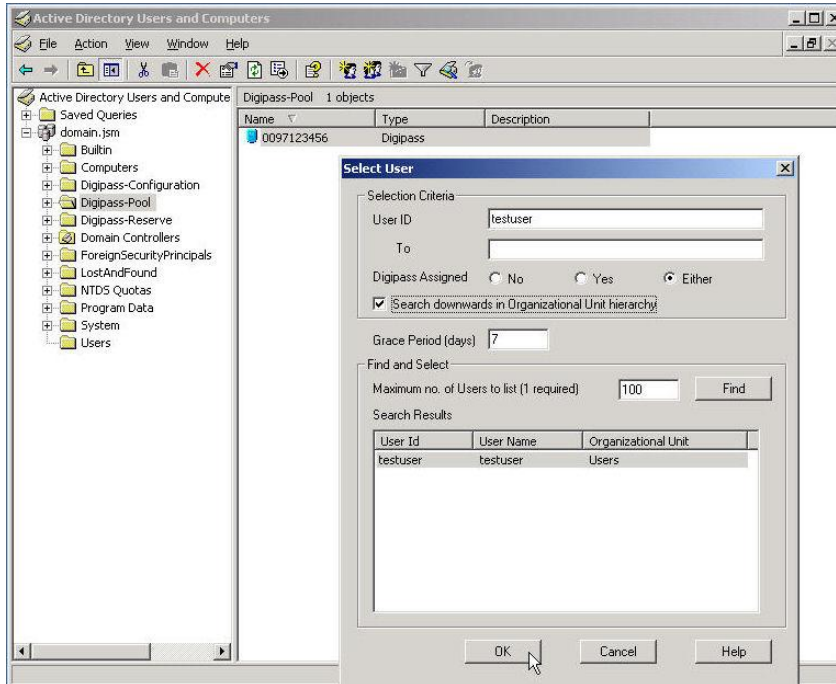 Active Directory Users and Computers
File Action View Window Help
Active Directory Users and Compute
Saved Queries
domain.jsm
Builtin
Computers
Digipass-Configuration
Digipass-Pool
Digipass-Reserve
Domain Controllers
ForeignSecurityPrincipals
LostAndFound
NTDS Quotas
Program Data
System
Users
Digipass-Pool 1 objects
Name Type Description
0097123456 Digipass
Select User
Selection Criteria
User ID testuser
To
Digipass Assigned No Yes Either
Search downwards in Organizational Unit hierarchy
Grace Period (days) 7
Find and Select
Maximum no. of Users to list (1 required) 100 Find
Search Results
User Id User Name Organizational Unit
testuser testuser Users
OK Cancel Help